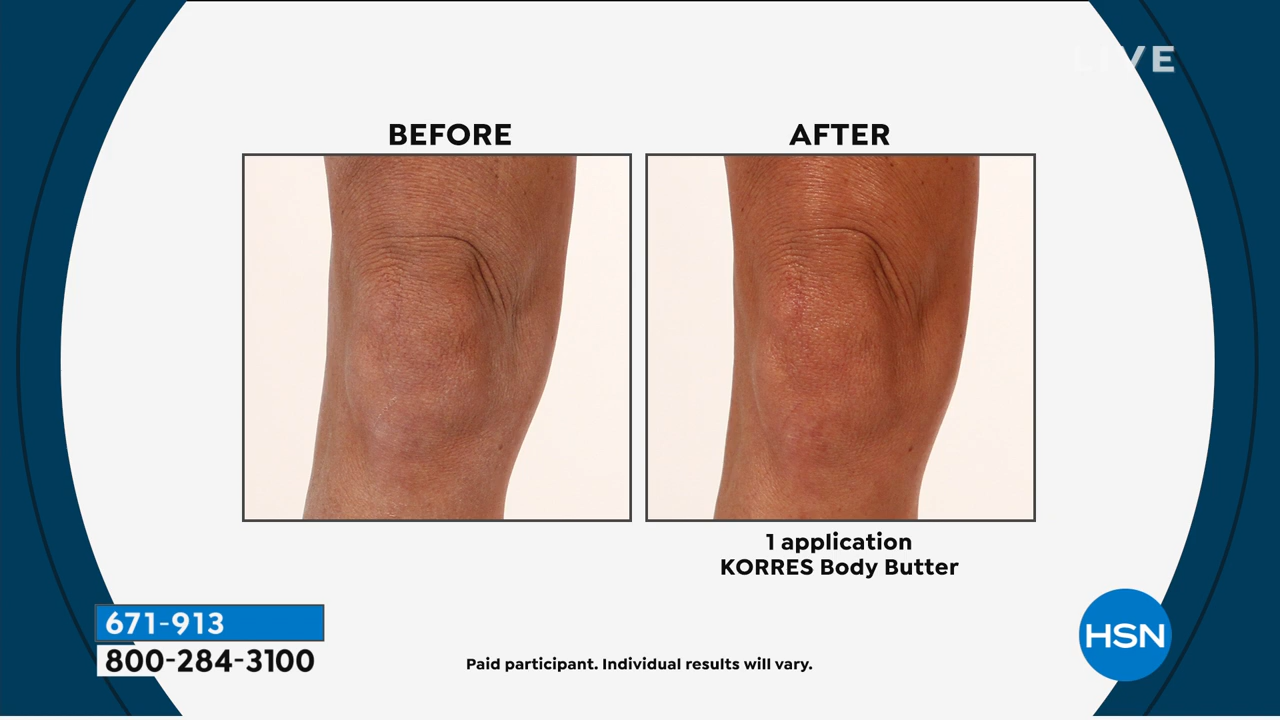 LIVE
BEFORE
AFTER
1 application
KORRES Body Butter
671-913
800-284-3100
Paid participant. Individual results will vary.
HSN